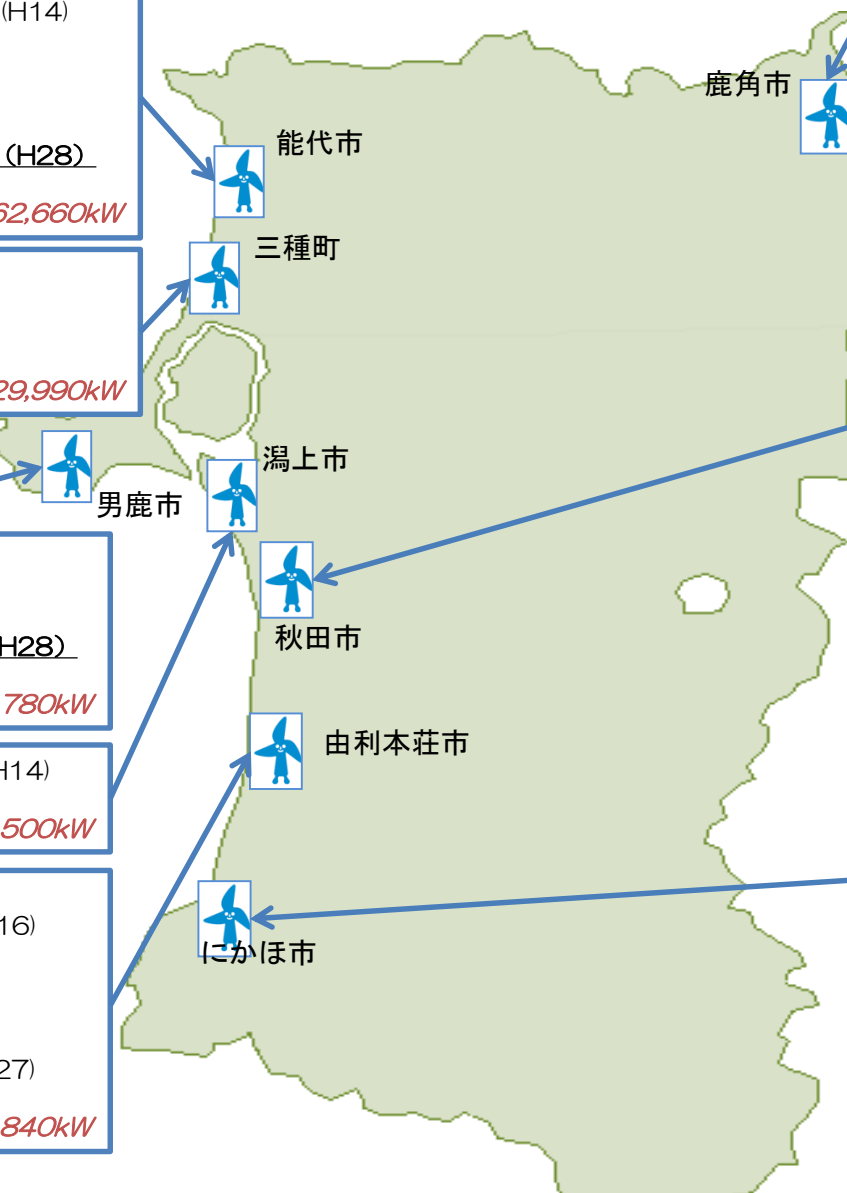 (H14)
(H28)
62,660kW
29,990kW
H28)
780kW
H14)
500kW
16)
27)
840kW
鹿角市
能代市
三種町
潟上市
男鹿市
秋田市
由利本荘市
にかほ市